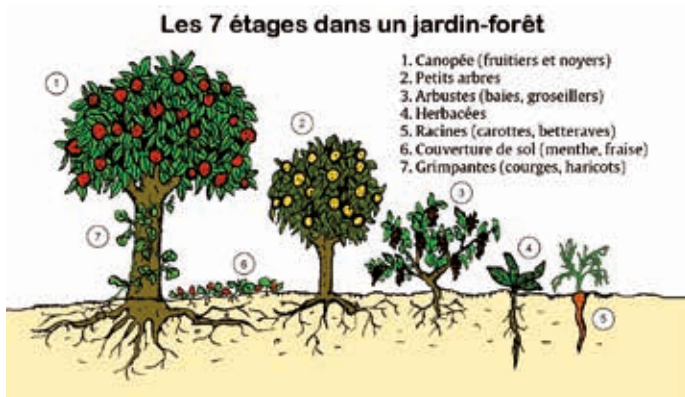 Les 7 étages dans un jardin-forêt
1. Canopée (fruitiers et noyers)
2. Petits arbres
3. Arbustes (baies, groseillers)
4. Herbacées
5. Racines (carottes, betteraves)
6. Couverture de sol (menthe, fraise)
7. Grimpantes (courges, haricots)
1
2
3
7
6
4
5